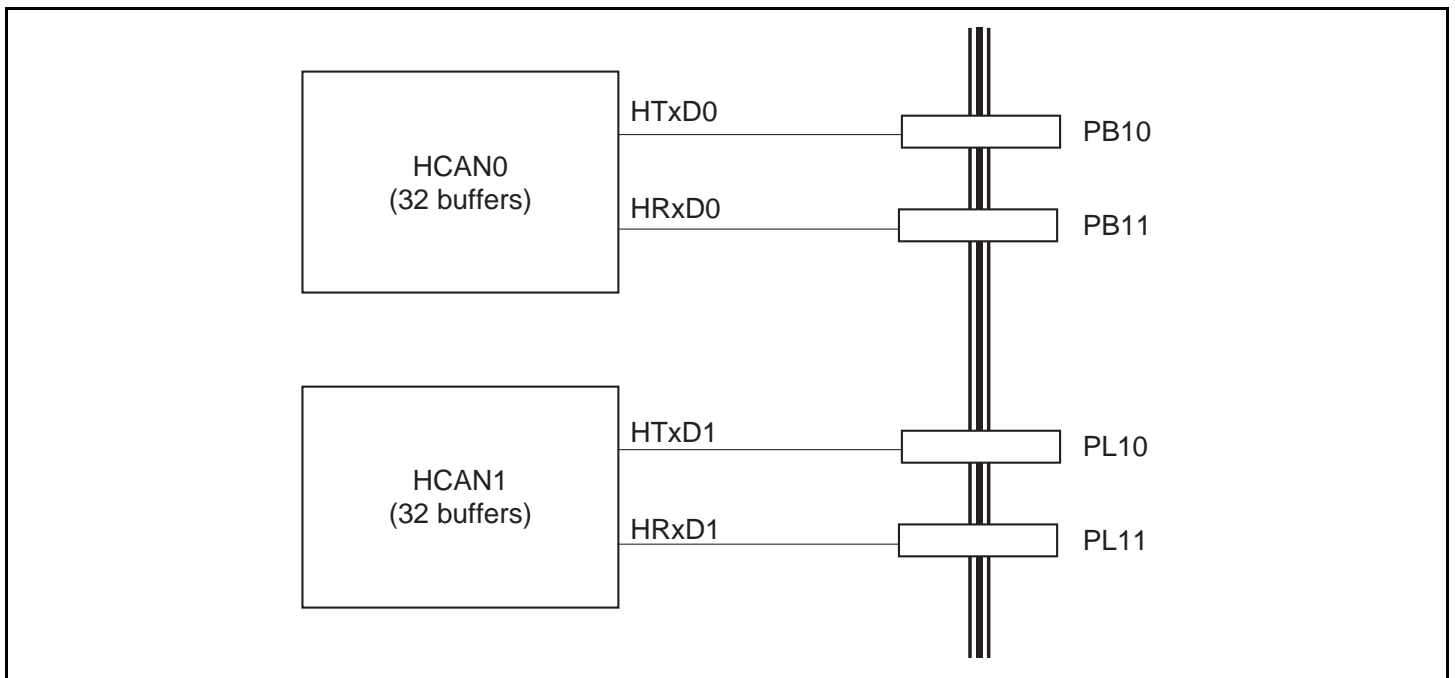 HTxD0
PB10
HCAN0
(32 buffers)
HRxD0
PB11
HTxD1
PL10
HCAN1
(32 buffers)
HRxD1
PL11